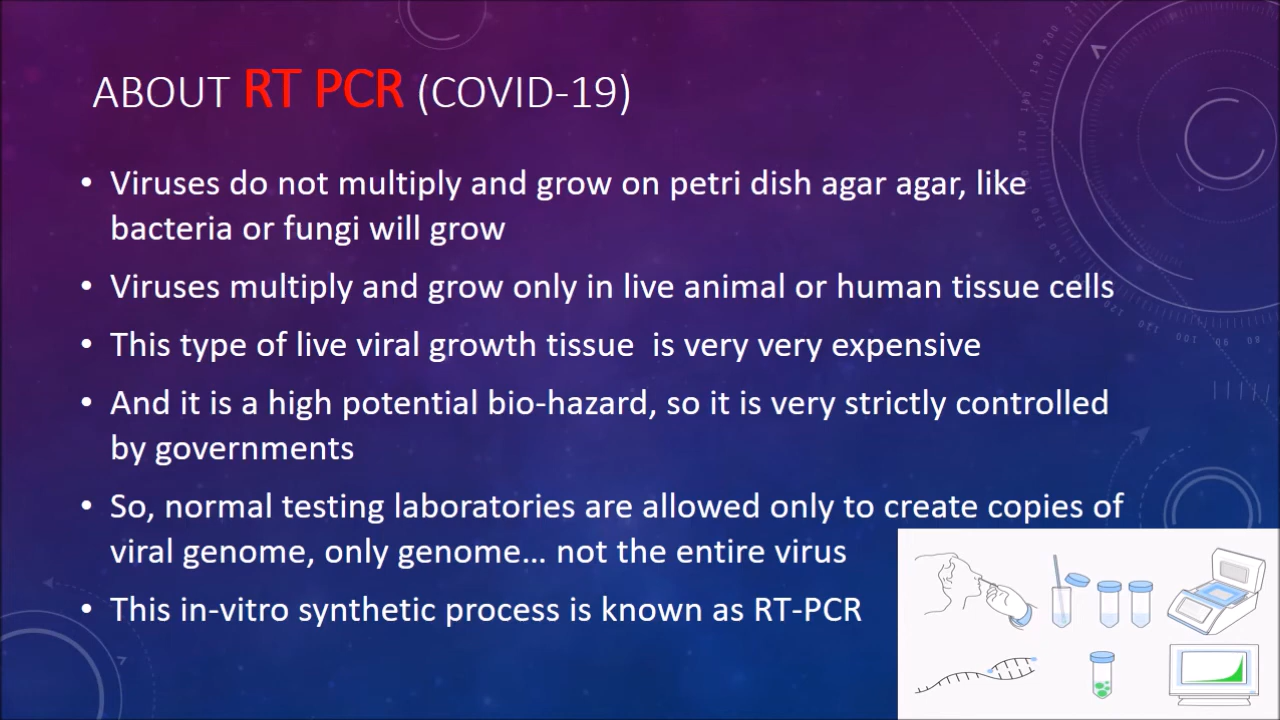 ABOUT RT PCR (COVID-19)
• Viruses do not multiply and grow on petri dish agar agar, like
bacteria or fungi will grow
• Viruses multiply and grow only in live animal or human tissue cells
• This type of live viral growth tissue  is very very expensive
• And it is a high potential bio-hazard, so it is very strictly controlled
by governments
• So, normal testing laboratories are allowed only to create copies of
viral genome, only genome... not the entire virus
• This in-vitro synthetic process is known as RT-PCR